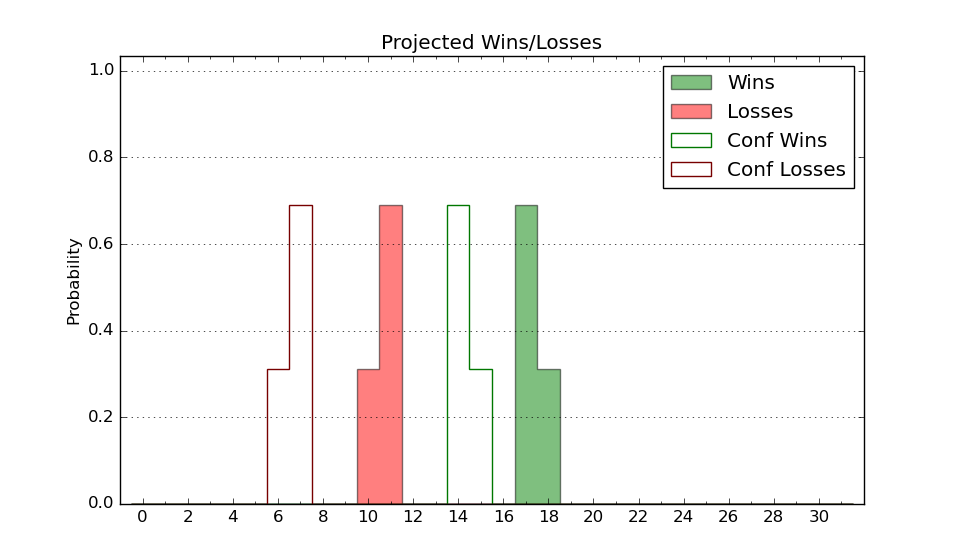 Projected Wins/Losses
1.0
0.8
0.6
0.4
0.2
0.0
Probability
Wins
Losses
Conf Wins
Conf Losses
0 2 4 6 8 10 12 14 16 18 20 22 24 26 28 30